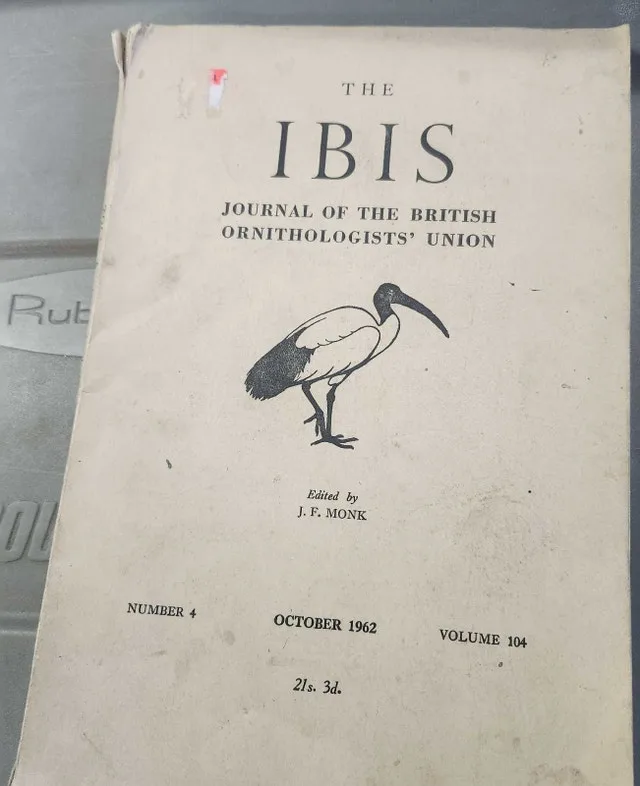 THE
IBIS
JOURNAL OF THE BRITISH
ORNITHOLOGISTS' UNION
Edited by
J. F. MONK
NUMBER 4
OCTOBER 1962
VOLUME 104
21s. 3d.
Rub